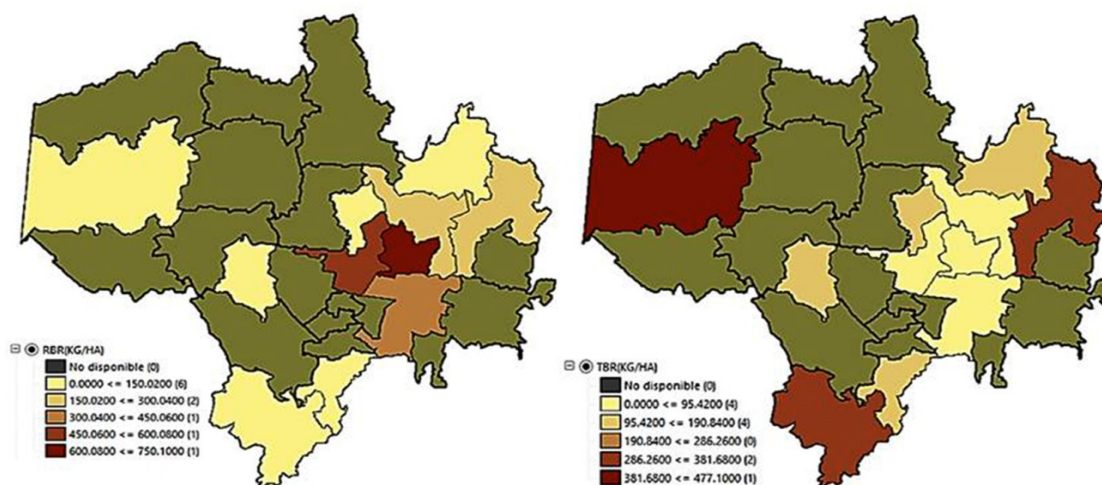 RBR(KG/HA)
No disponible (0)
0.0000 <= 150.0200 (6)
150.0200 <= 300.0400 (2)
300.0400 <= 450.0600 (1)
450.0600 <= 600.0800 (1)
600.0800 <= 750.1000 (1)
TBR(KG/HA)
No disponible (0)
0.0000 <= 95.4200 (4)
95.4200 <= 190.8400 (4)
190.8400 <= 286.2600 (0)
286.2600 <= 381.6800 (2)
381.6800 <= 477.1000 (1)